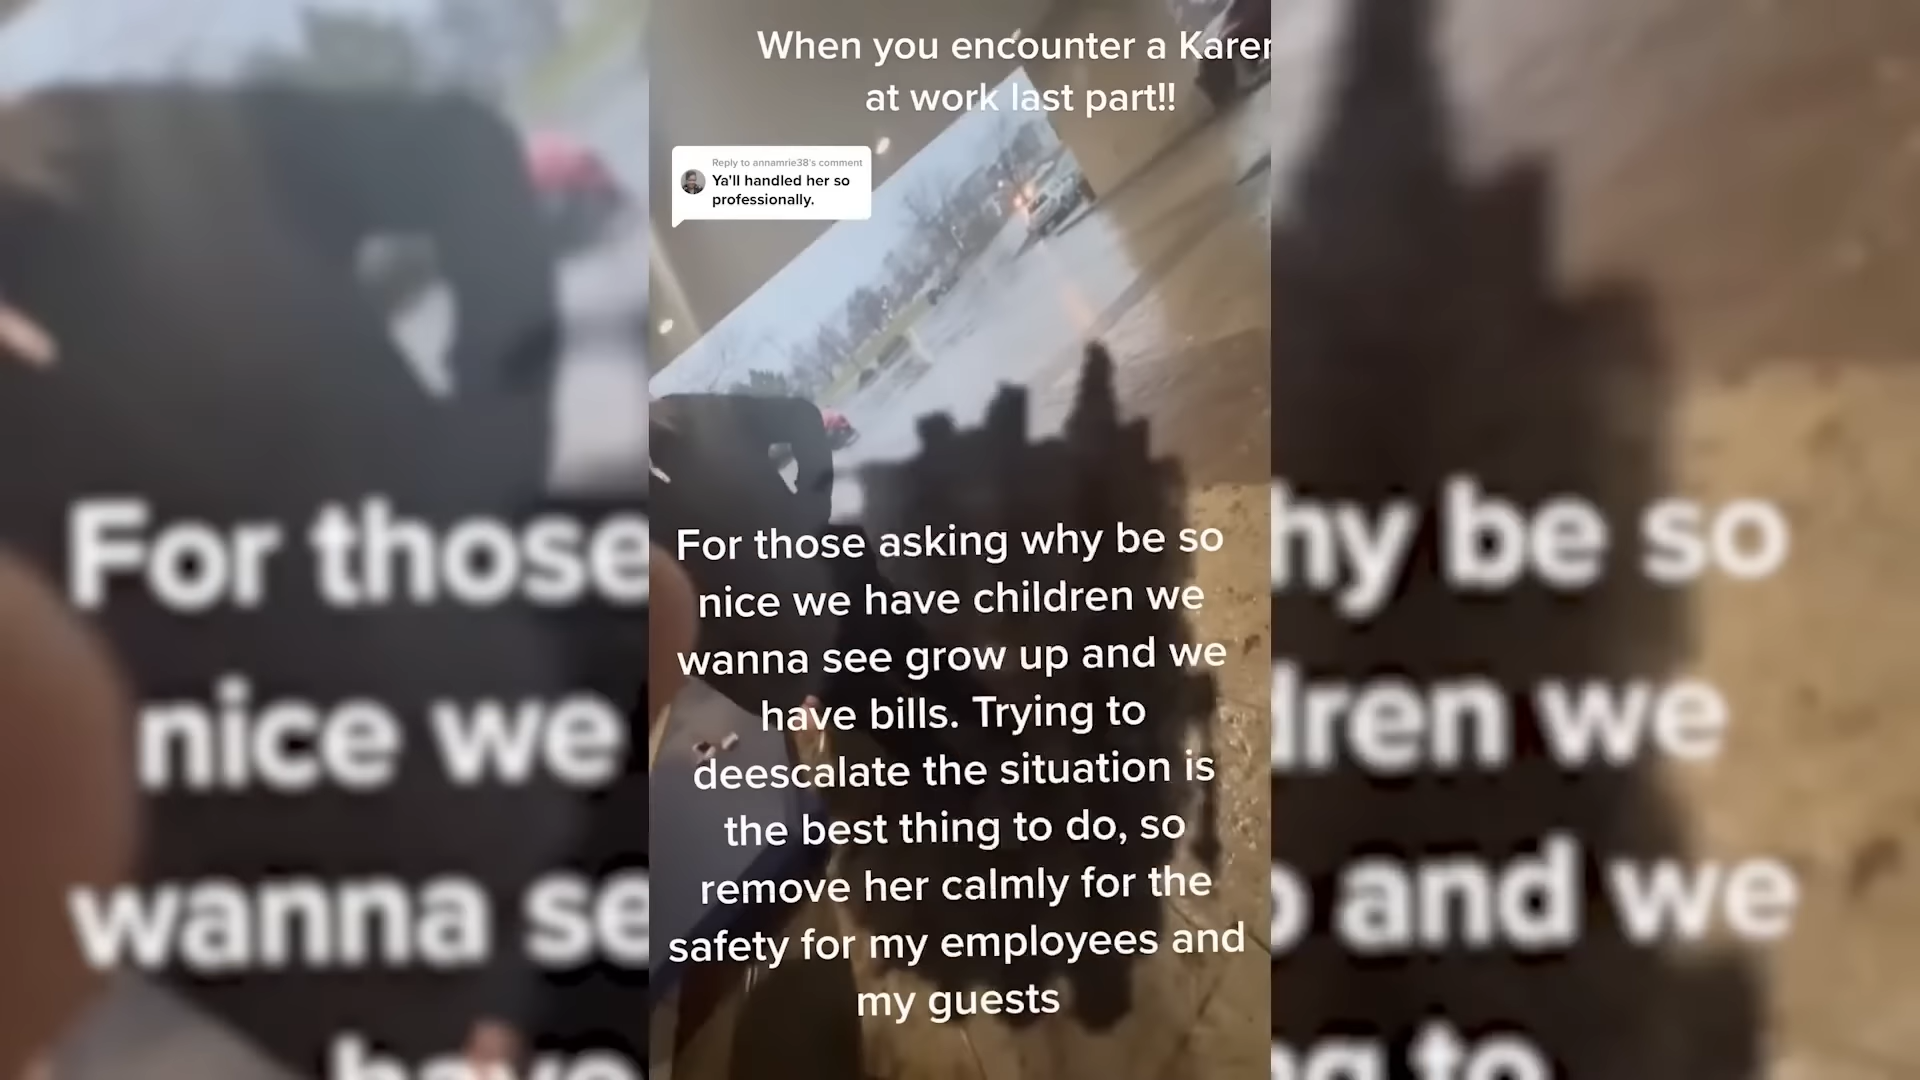 When you encounter a Karen
at work last part!!
Reply to annamrie38's comment
Ya'll handled her so
professionally.
For those asking why be so
nice we have children we
wanna see grow up and we
have bills. Trying to
deescalate the situation is
the best thing to do, so
remove her calmly for the
safety for my employees and
my guests